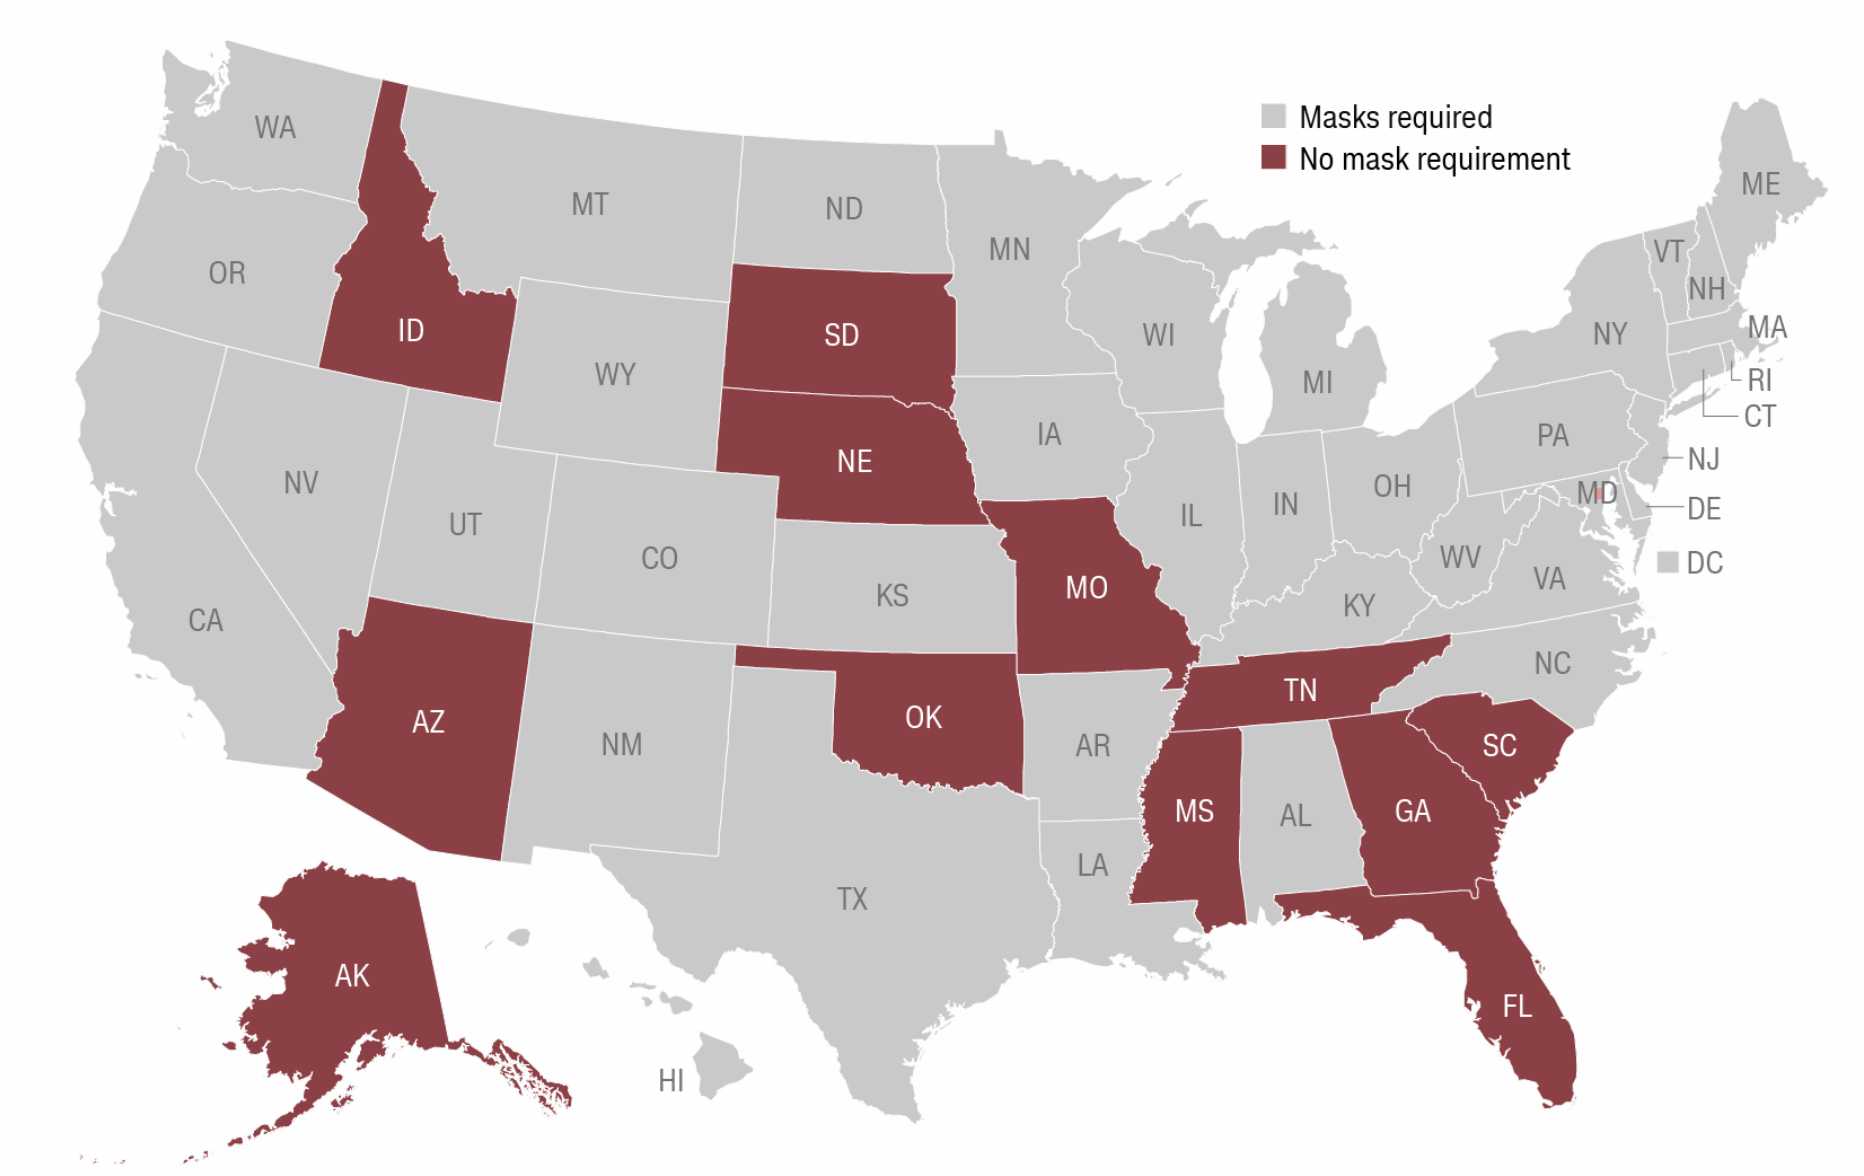 Masks required
No mask requirement
WA
MT
ND
MN
ME
VT
NH
OR
ID
SD
WI
NY
MA
WY
MI
RI
CT
IA
PA
NE
NJ
NV
OH
MD
IN
DE
UT
IL
CO
WV
DC
KS
MO
VA
CA
KY
NC
TN
AZ
OK
NM
AR
SC
MS
AL
GA
LA
TX
AK
FL
HI